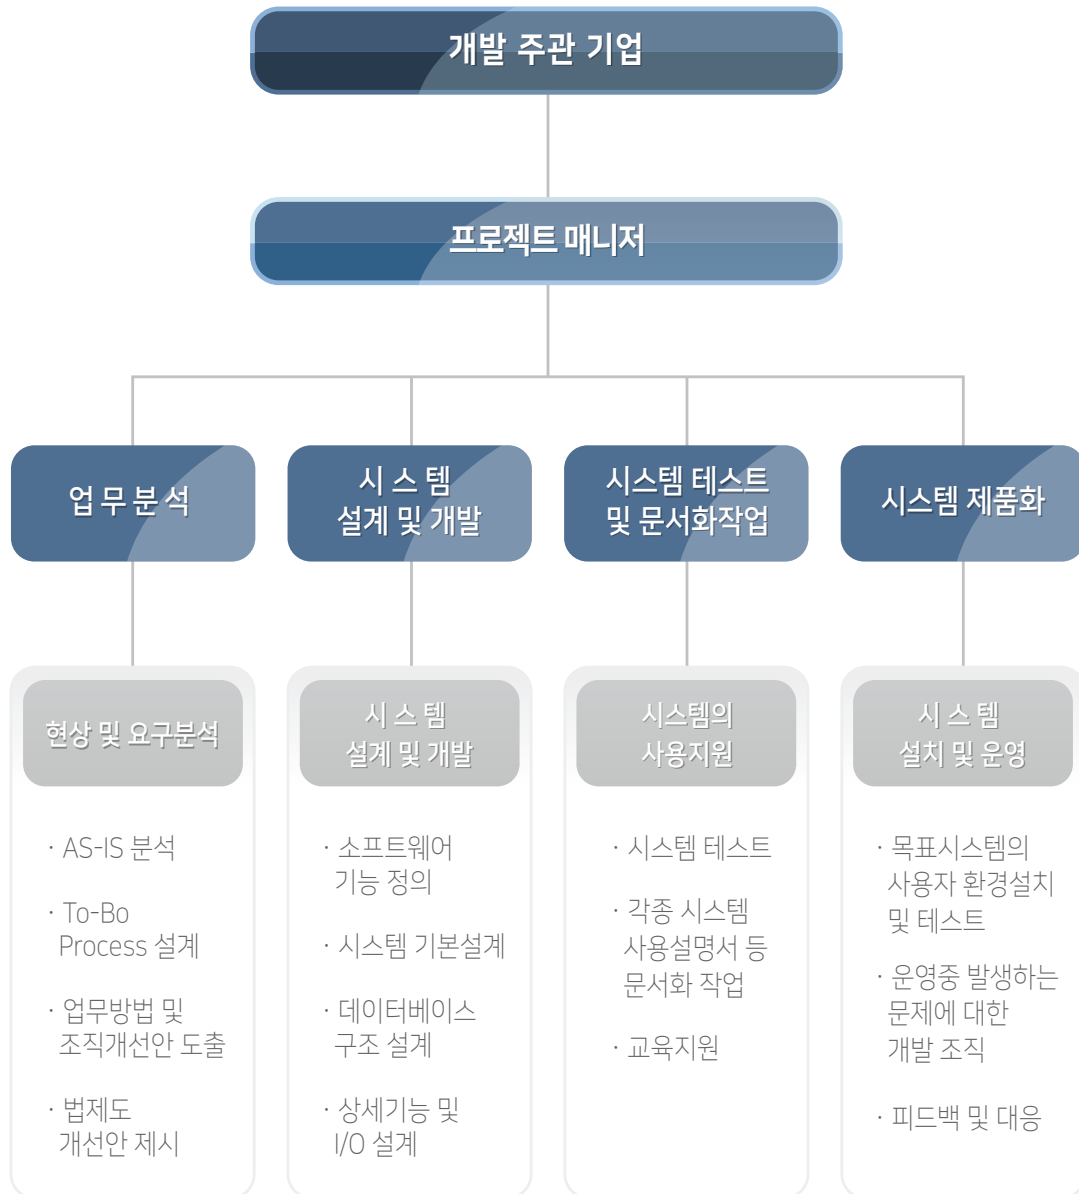 개발 주관 기업
프로젝트 매니저
업 무 분 석
시 스 템
설계 및 개발
시스템 테스트
및 문서화작업
시스템 제품화
현상 및 요구분석
· AS-IS 분석
· To-Bo
Process 설계
· 업무방법 및
조직개선안 도출
· 법제도
개선안 제시
시 스 템
설계 및 개발
· 소프트웨어
기능 정의
· 시스템 기본설계
· 데이터베이스
구조 설계
· 상세기능 및
I/O 설계
시스템의
사용지원
· 시스템 테스트
· 각종 시스템
사용설명서 등
문서화 작업
· 교육지원
시 스 템
설치 및 운영
· 목표시스템의
사용자 환경설치
및 테스트
· 운영중 발생하는
문제에 대한
개발 조직
· 피드백 및 대응